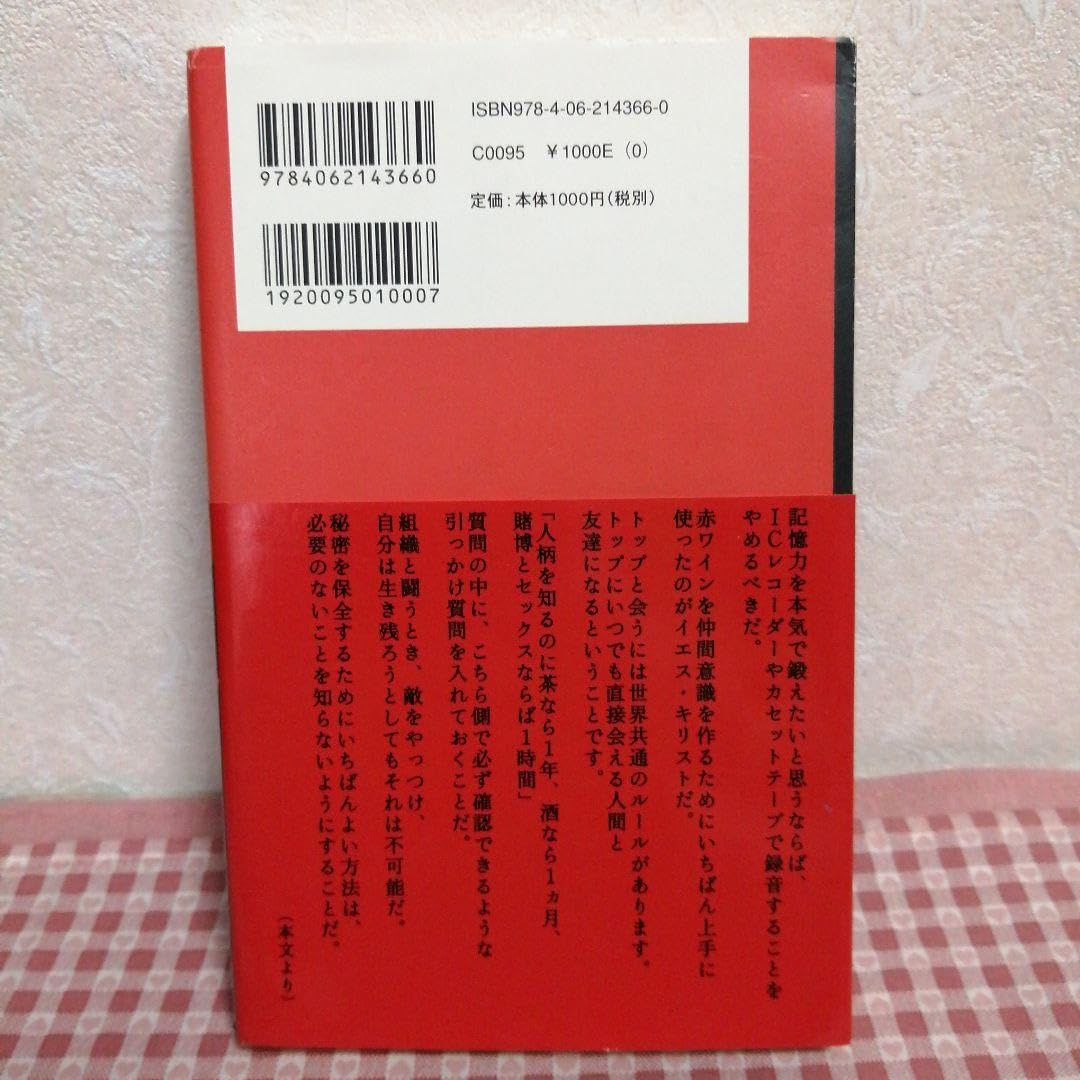 ISBN978-4-06-214366-0
C0095 ¥1000E (0)
定価：本体1000円（税別）
9784062143660
1920095010007
記憶力を本気で鍛えたいと思うならば、
ICレコーダーやカセットテープで録音することを
やめるべきだ。
赤ワインを仲間意識を作るためにいちばん上手に
使ったのがイエス・キリストだ。
トップと会うには世界共通のルールがあります。
トップにいつでも直接会える人間と
友達になるということです。
「人柄を知るのに茶なら1年、酒なら1ヵ月、
賭博とセックスならば1時間」
質問の中に、こちら側で必ず確認できるような
引っかけ質問を入れておくことだ。
組織と闘うとき、敵をやっつけ、
自分は生き残ろうとしてもそれは不可能だ。
秘密を保全するためにいちばんよい方法は、
必要のないことを知らないようにすることだ。
（本文より）